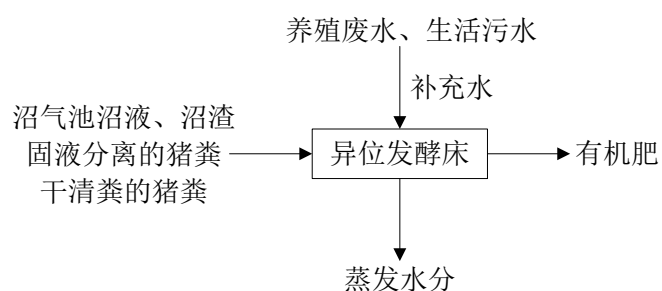 养殖废水、生活污水
补充水
沼气池沼液、沼渣
固液分离的猪粪
干清粪的猪粪
异位发酵床
有机肥
蒸发水分